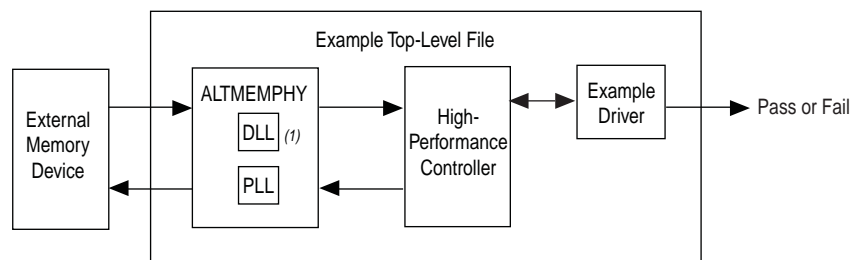 Example Top-Level File
External
Memory
Device
ALTMEMPHY
DLL (1)
PLL
High-
Performance
Controller
Example
Driver
Pass or Fail